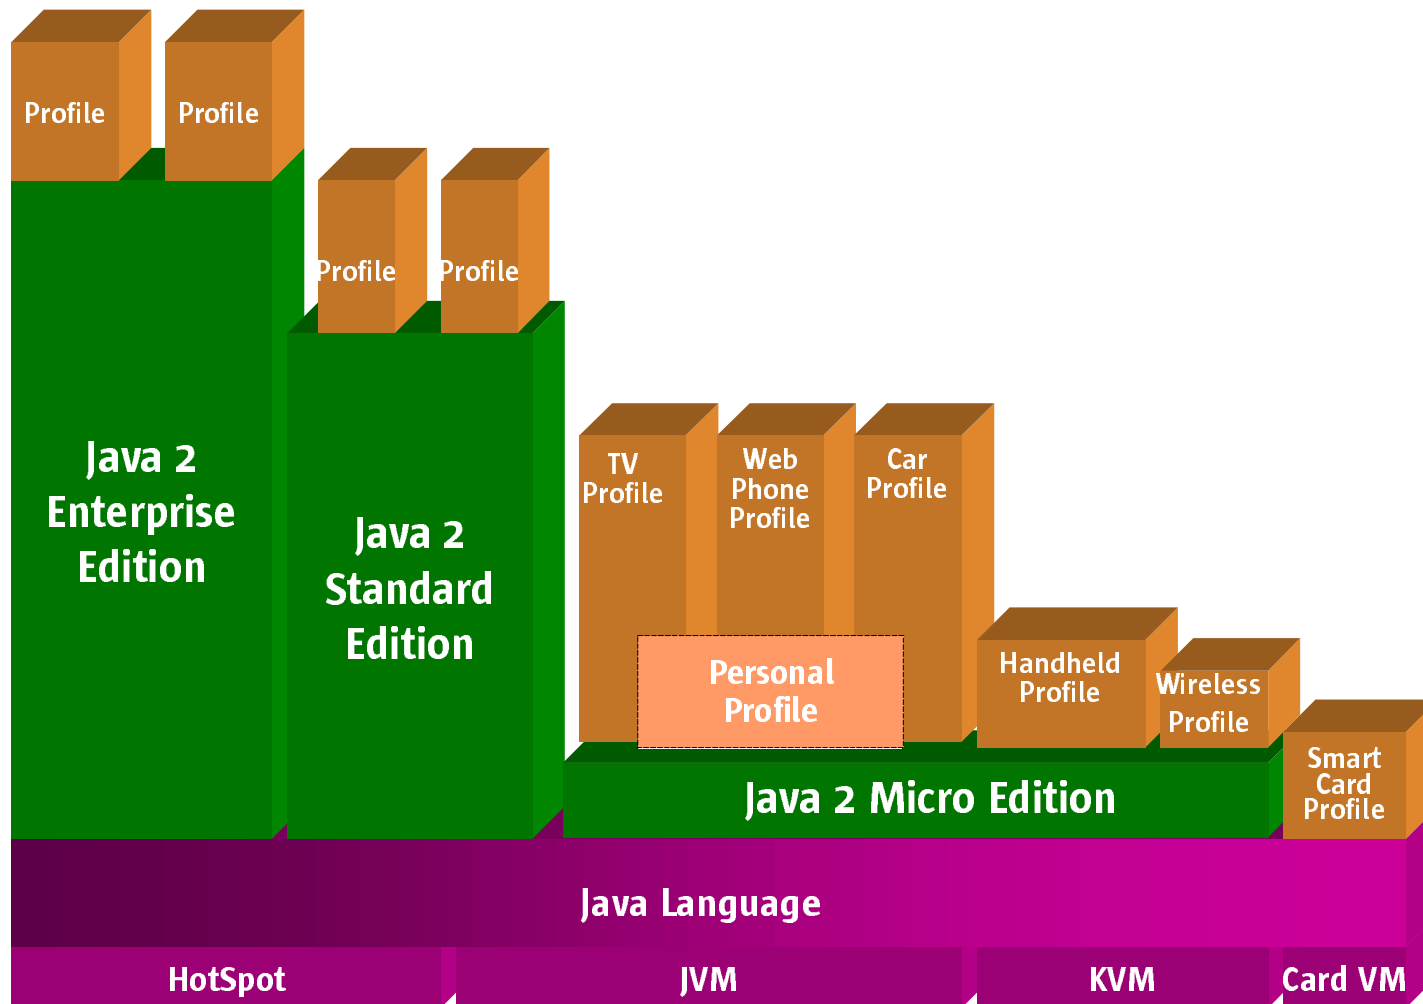 Profile
Profile
Profile
Profile
Java 2
Enterprise
Edition
Java 2
Standard
Edition
TV
Profile
Web
Phone
Profile
Car
Profile
Personal
Profile
Handheld
Profile
Wireless
Profile
Smart
Card
Profile
Java 2 Micro Edition
Java Language
HotSpot
JVM
KVM
Card VM